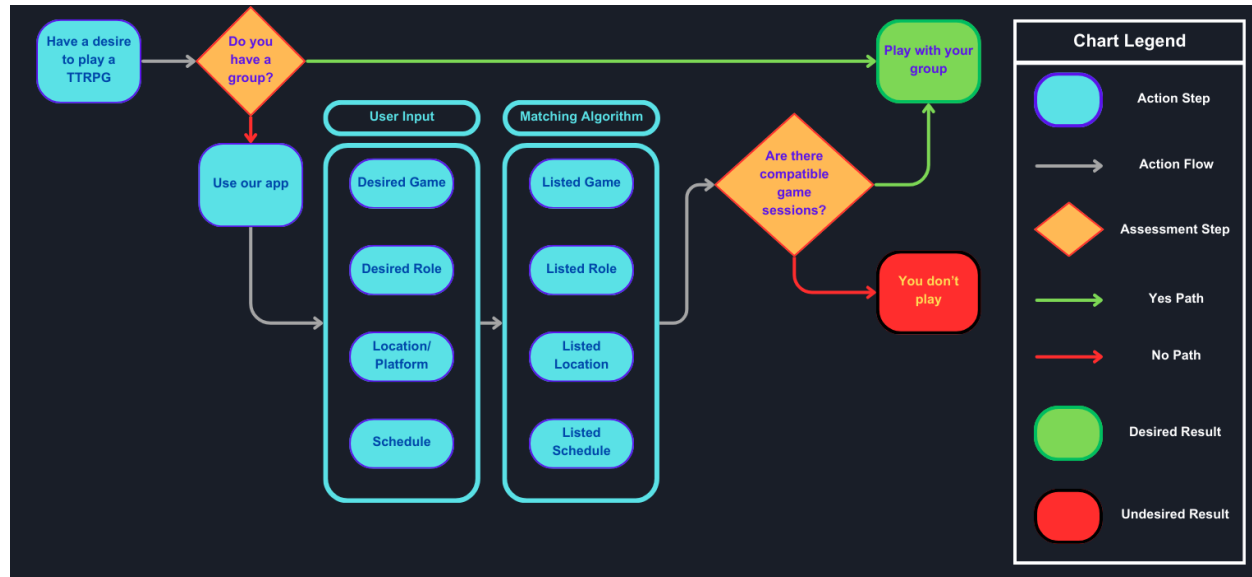 Have a desire
to play a
TTRPG
Do you
have a
group?
Play with your
group
Use our app
User Input
Desired Game
Desired Role
Location/
Platform
Schedule
Matching Algorithm
Listed Game
Listed Role
Listed
Location
Listed
Schedule
Are there
compatible
game
sessions?
You don't
play
Chart Legend
Action Step
Action Flow
Assessment Step
Yes Path
No Path
Desired Result
Undesired Result